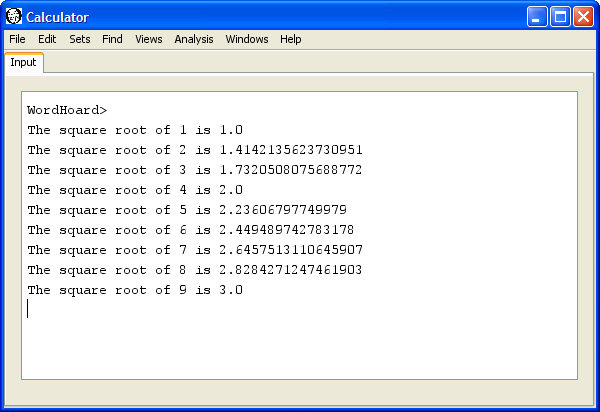 Calculator
File Edit Sets Find Views Analysis Windows Help
Input
WordHoard>
The square root of 1 is 1.0
The square root of 2 is 1.4142135623730951
The square root of 3 is 1.7320508075688772
The square root of 4 is 2.0
The square root of 5 is 2.23606797749979
The square root of 6 is 2.449489742783178
The square root of 7 is 2.6457513110645907
The square root of 8 is 2.8284271247461903
The square root of 9 is 3.0